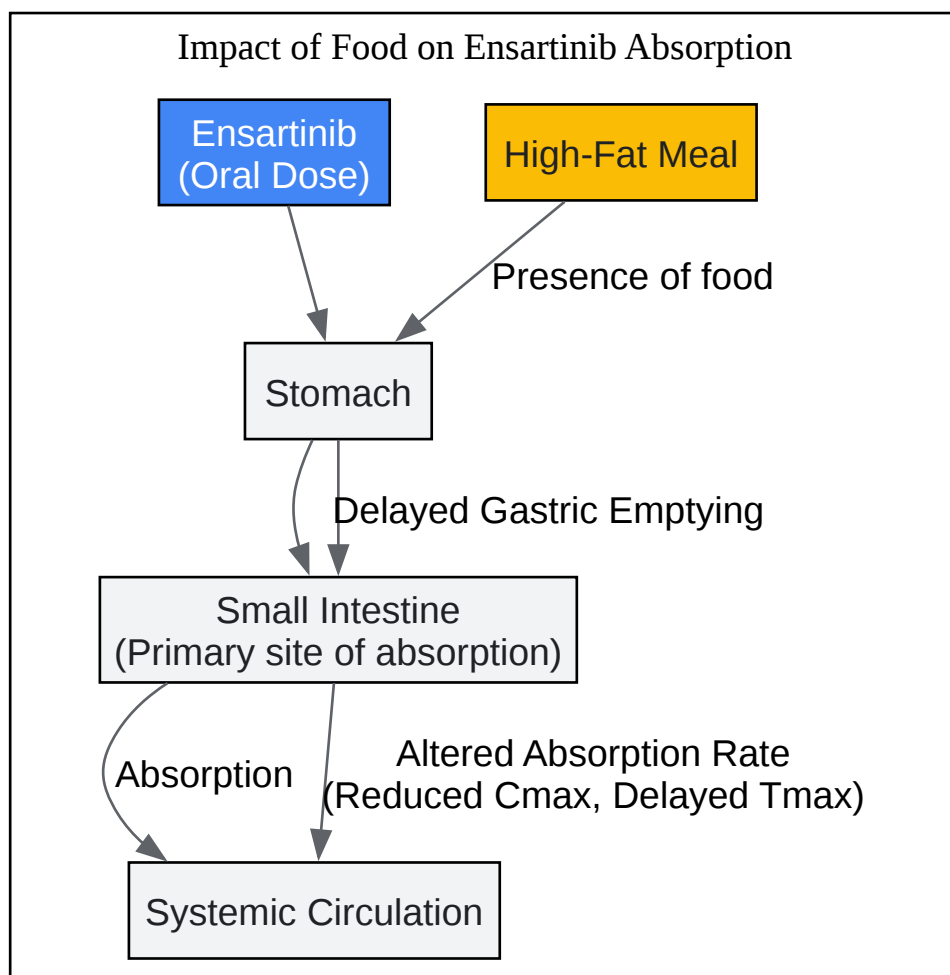 Impact of Food on Ensartinib Absorption
Ensartinib
(Oral Dose)
High-Fat Meal
Presence of food
Stomach
Delayed Gastric Emptying
Small Intestine
(Primary site of absorption)
Absorption
Altered Absorption Rate
(Reduced Cmax, Delayed Tmax)
Systemic Circulation